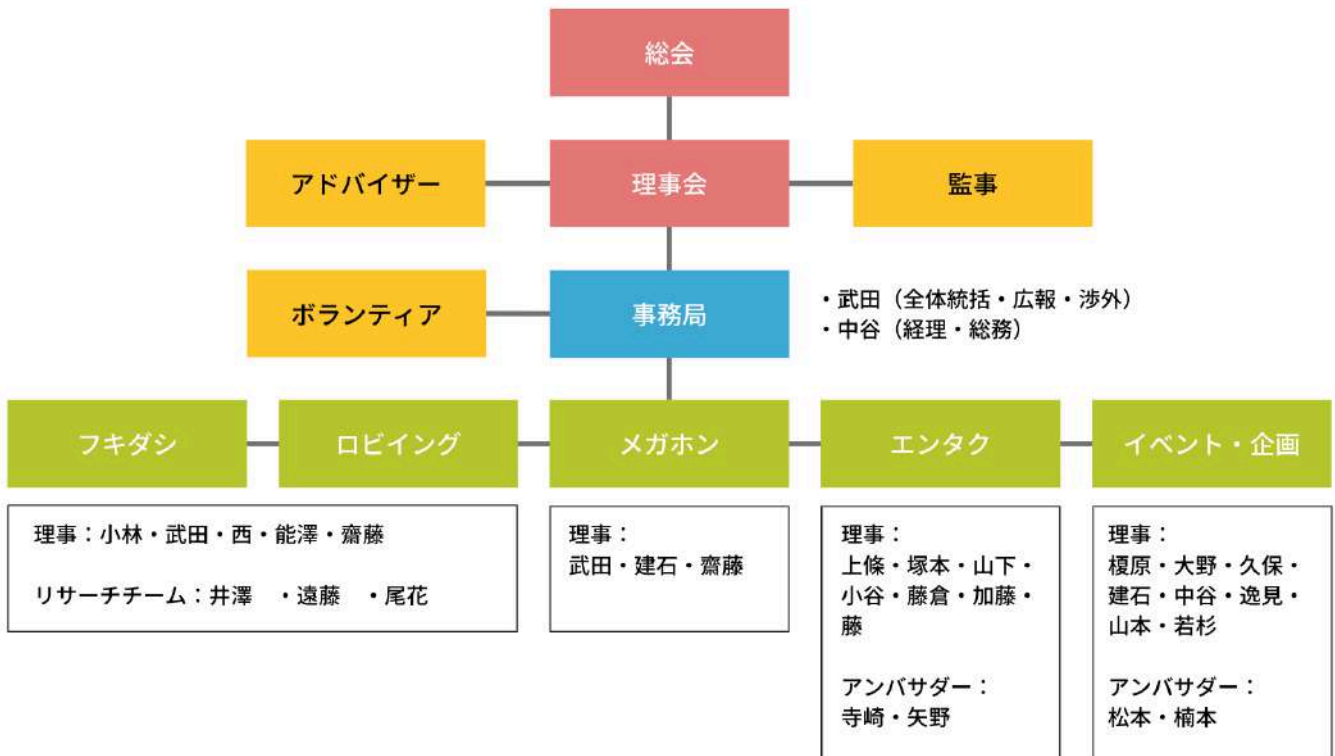 総会
アドバイザー
理事会
監事
ボランティア
事務局
・武田（全体統括・広報・渉外）
・中谷（経理・総務）
フキダシ
ロビイング
メガホン
エンタク
イベント・企画
理事：小林・武田・西・能澤・齋藤
リサーチチーム：井澤　・遠藤　・尾花
理事：
武田・建石・齋藤
理事：
上條・塚本・山下・
小谷・藤倉・加藤・
藤
アンバサダー：
寺崎・矢野
理事：
榎原・大野・久保・
建石・中谷・逸見・
山本・若杉
アンバサダー：
松本・楠本